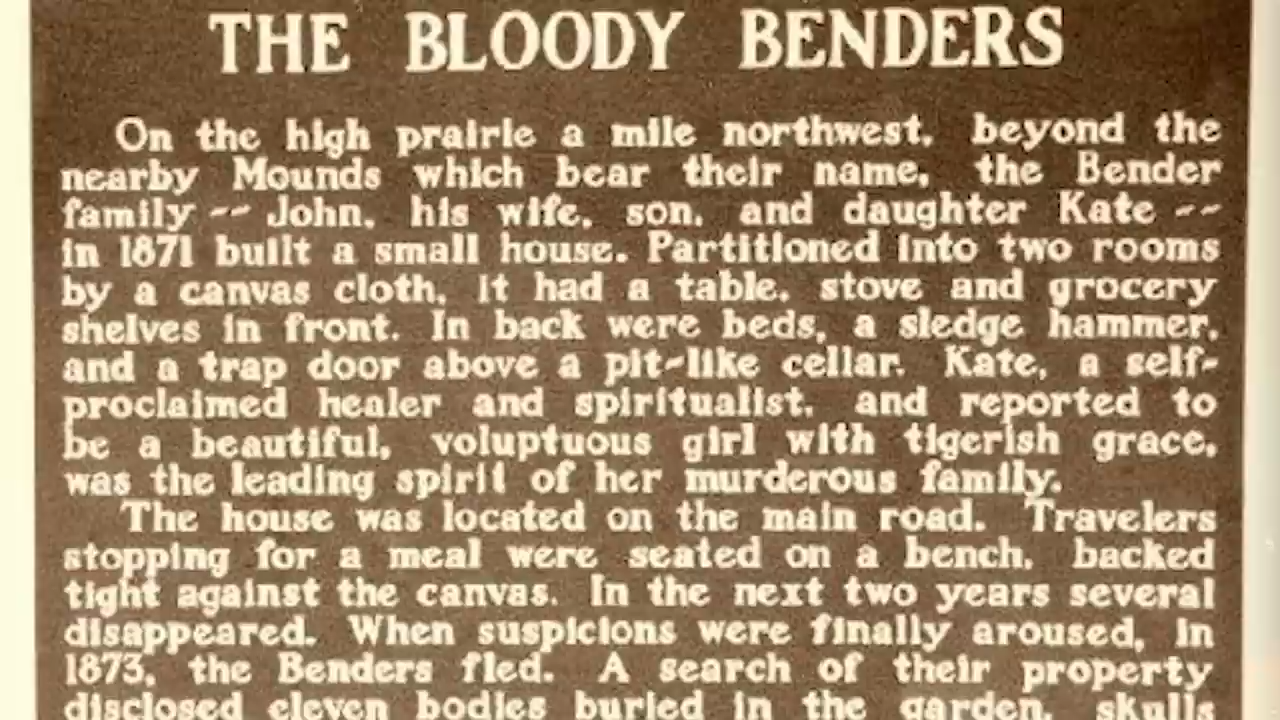 THE BLOODY BENDERS
On the high prairie a mile northwest, beyond the
nearby Mounds which bear their name, the Bender
family -- John, his wife, son, and daughter Kate --
in 1871 built a small house. Partitioned into two rooms
by a canvas cloth, it had a table, stove and grocery
shelves in front. In back were beds, a sledge hammer,
and a trap door above a pit-like cellar. Kate, a self-
proclaimed healer and spiritualist, and reported to
be a beautiful, voluptuous girl with tigerish grace,
was the leading spirit of her murderous family.
The house was located on the main road. Travelers
stopping for a meal were seated on a bench, backed
tight against the canvas. In the next two years several
disappeared. When suspicions were finally aroused, in
1873, the Benders fled. A search of their property
disclosed eleven bodies buried in the garden, skulls